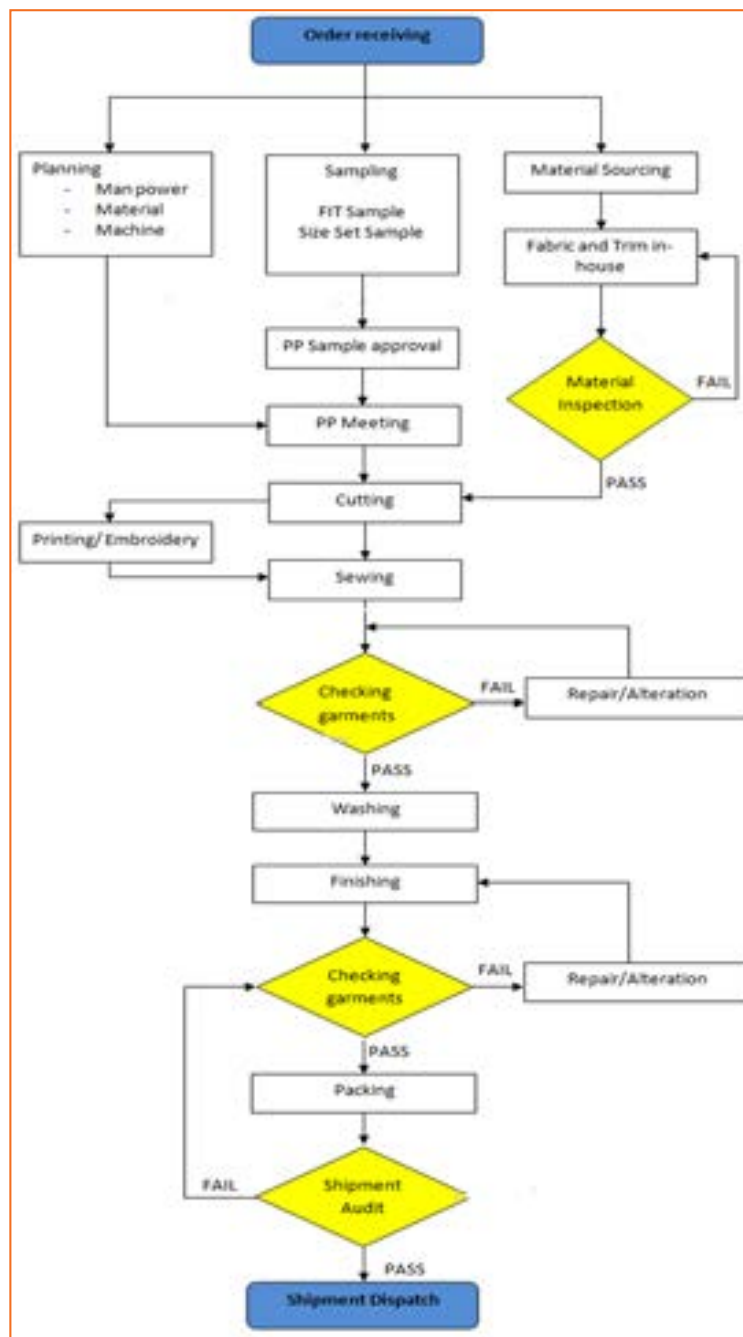 Order receiving
Planning
- Man power
- Material
- Machine
Sampling
FIT Sample
Size Set Sample
Material Sourcing
Fabric and Trim in-
house
PP Sample approval
Material
Inspection
FAIL
PP Meeting
PASS
Cutting
Printing/ Embroidery
Sewing
Checking
garments
FAIL
Repair/Alteration
PASS
Washing
Finishing
Checking
garments
FAIL
Repair/Alteration
PASS
Packing
Shipment
Audit
FAIL
PASS
Shipment Dispatch